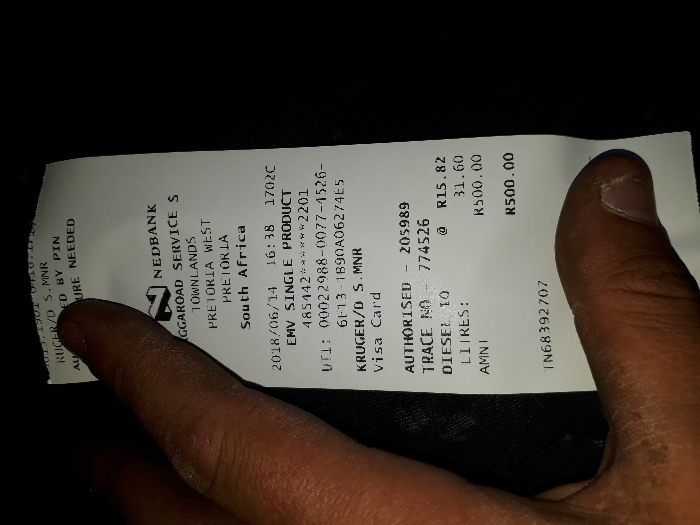 RUGER/D S.MNR
ED BY PIN
URE NEEDED
NEDBANK
GGAROAD SERVICE S
TOWNLANDS
PRETORIA WEST
PRETORIA
South Africa
2018/06/14 16:38 1702C
EMV SINGLE PRODUCT
485442******2201
UTI: 00022988-0077-4526-
6F13-1B90A06274E5
KRUGER/D S.MNR
Visa Card
AUTHORISED - 205989
TRACE NO - 774526
DIESEL 10 @ R15.82
LITRES: 31.60
AMNT R500.00
R500.00
TN68392707